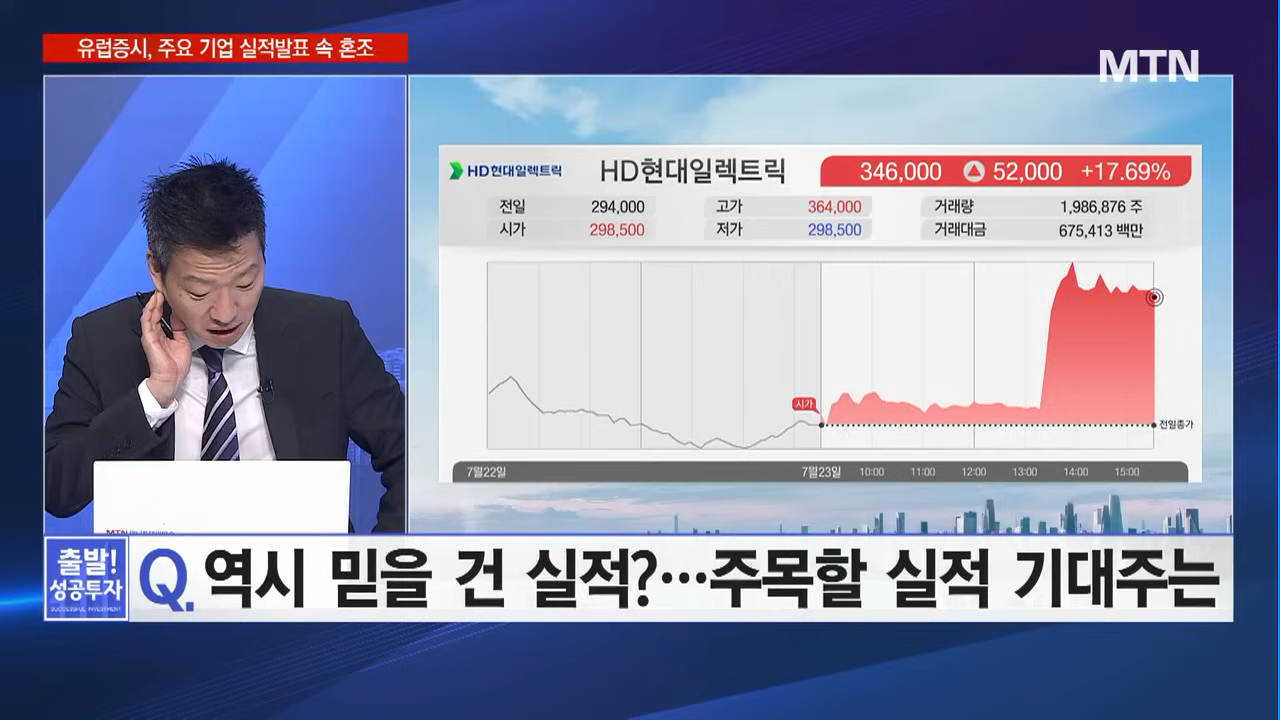 유럽증시, 주요 기업 실적발표 속 혼조
MTN
HD현대일렉트릭 HD현대일렉트릭 346,000 52,000 +17.69%
전일 294,000 고가 364,000 거래량 1,986,876 주
시가 298,500 저가 298,500 거래대금 675,413 백만
시가
전일종가
7월22일 7월23일 10:00 11:00 12:00 13:00 14:00 15:00
MTN
출발!
성공투자
SUCCESSFUL INVESTMENT
Q. 역시 믿을 건 실적?…주목할 실적 기대주는